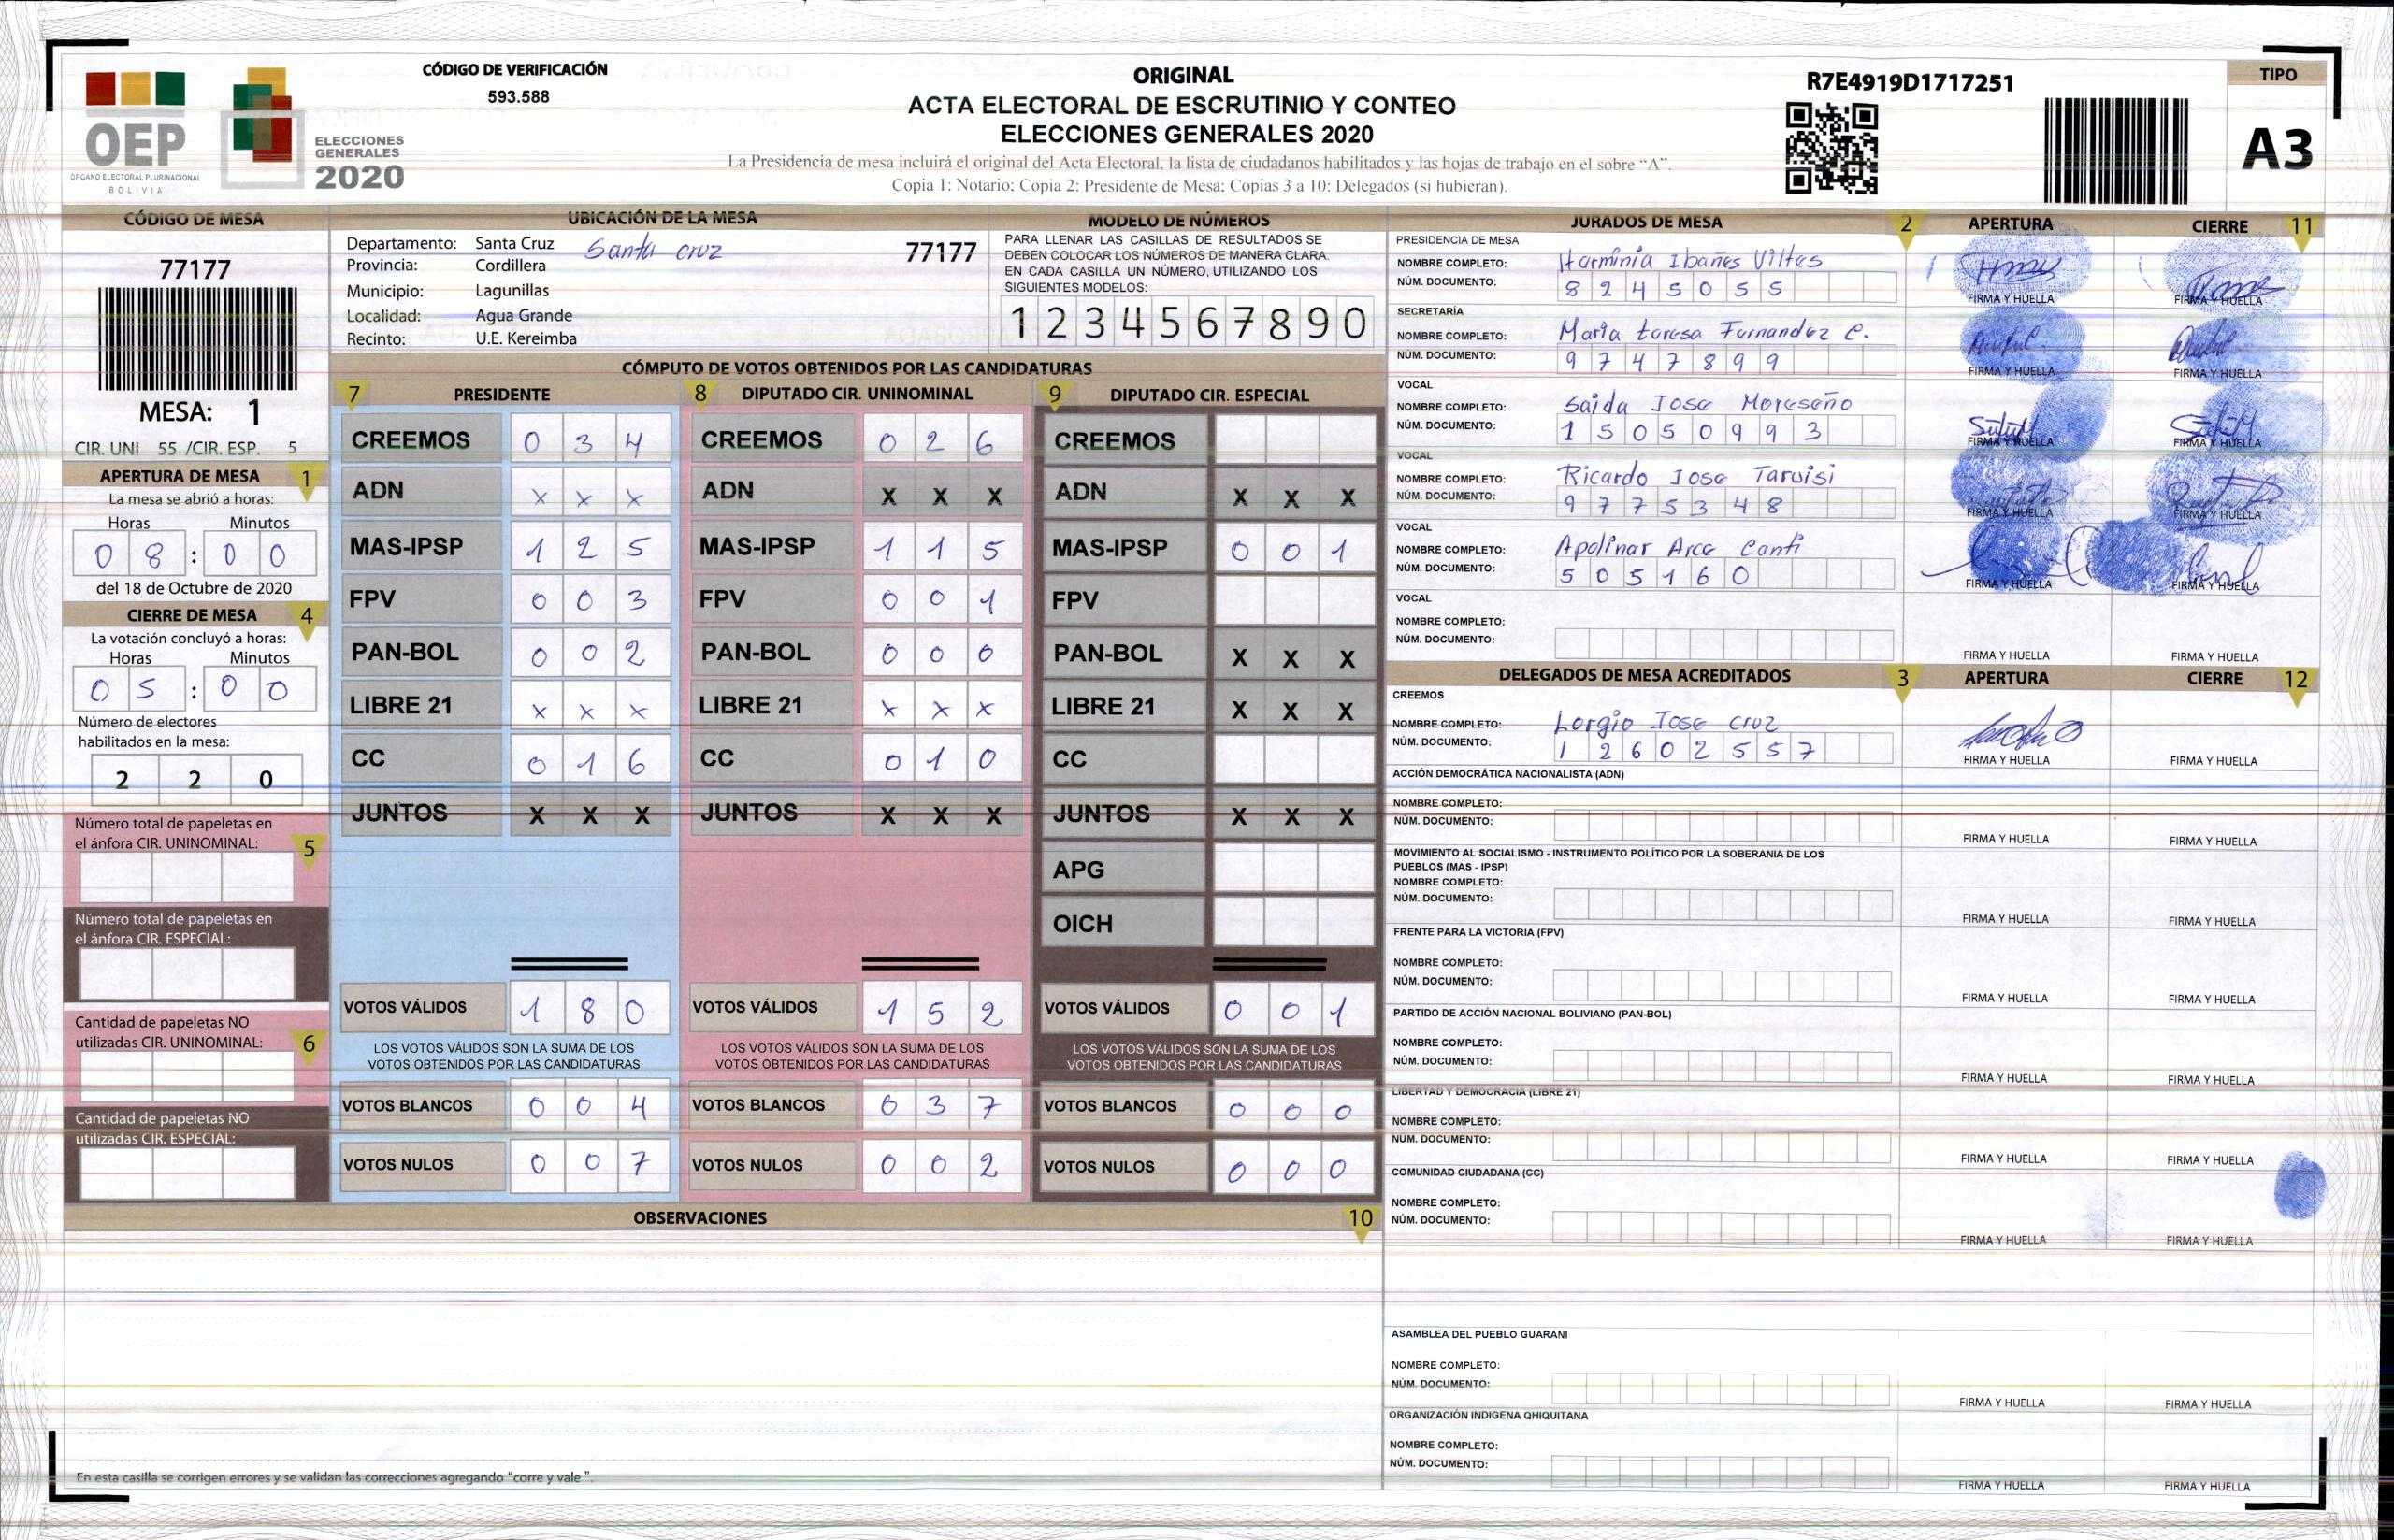 CÓDIGO DE VERIFICACIÓN
593.588
OEP
ÓRGANO ELECTORAL PLURINACIONAL
BOLIVIA
ELECCIONES
GENERALES
2020
ORIGINAL
ACTA ELECTORAL DE ESCRUTINIO Y CONTEO
ELECCIONES GENERALES 2020
La Presidencia de mesa incluirá el original del Acta Electoral, la lista de ciudadanos habilitados y las hojas de trabajo en el sobre “A”.
Copia 1: Notario; Copia 2: Presidente de Mesa; Copias 3 a 10: Delegados (si hubieran).
R7E4919D1717251
TIPO
A3
CÓDIGO DE MESA
77177
MESA: 1
CIR. UNI 55 /CIR. ESP. 5
APERTURA DE MESA 1
La mesa se abrió a horas:
Horas Minutos
0 8 : 0 0
del 18 de Octubre de 2020
CIERRE DE MESA 4
La votación concluyó a horas:
Horas Minutos
0 5 : 0 0
Número de electores
habilitados en la mesa:
2 2 0
Número total de papeletas en
el ánfora CIR. UNINOMINAL: 5
Número total de papeletas en
el ánfora CIR. ESPECIAL:
Cantidad de papeletas NO
utilizadas CIR. UNINOMINAL: 6
Cantidad de papeletas NO
utilizadas CIR. ESPECIAL:
UBICACIÓN DE LA MESA
Departamento: Santa Cruz Santa cruz 77177
Provincia: Cordillera
Municipio: Lagunillas
Localidad: Agua Grande
Recinto: U.E. Kereimba
MODELO DE NÚMEROS
PARA LLENAR LAS CASILLAS DE RESULTADOS SE
DEBEN COLOCAR LOS NÚMEROS DE MANERA CLARA.
EN CADA CASILLA UN NÚMERO, UTILIZANDO LOS
SIGUIENTES MODELOS:
1 2 3 4 5 6 7 8 9 0
CÓMPUTO DE VOTOS OBTENIDOS POR LAS CANDIDATURAS
7 PRESIDENTE
CREEMOS 0 3 4
ADN X X X
MAS-IPSP 1 2 5
FPV 0 0 3
PAN-BOL 0 0 2
LIBRE 21 X X X
CC 0 1 6
JUNTOS X X X
VOTOS VÁLIDOS 1 8 0
LOS VOTOS VÁLIDOS SON LA SUMA DE LOS
VOTOS OBTENIDOS POR LAS CANDIDATURAS
VOTOS BLANCOS 0 0 4
VOTOS NULOS 0 0 7
8 DIPUTADO CIR. UNINOMINAL
CREEMOS 0 2 6
ADN X X X
MAS-IPSP 1 1 5
FPV 0 0 1
PAN-BOL 0 0 0
LIBRE 21 X X X
CC 0 1 0
JUNTOS X X X
VOTOS VÁLIDOS 1 5 2
LOS VOTOS VÁLIDOS SON LA SUMA DE LOS
VOTOS OBTENIDOS POR LAS CANDIDATURAS
VOTOS BLANCOS 0 3 7
VOTOS NULOS 0 0 2
9 DIPUTADO CIR. ESPECIAL
CREEMOS
ADN X X X
MAS-IPSP 0 0 1
FPV
PAN-BOL X X X
LIBRE 21 X X X
CC
JUNTOS X X X
APG
OICH
VOTOS VÁLIDOS 0 0 1
LOS VOTOS VÁLIDOS SON LA SUMA DE LOS
VOTOS OBTENIDOS POR LAS CANDIDATURAS
VOTOS BLANCOS 0 0 0
VOTOS NULOS 0 0 0
OBSERVACIONES 10
En esta casilla se corrigen errores y se validan las correcciones agregando “corre y vale”.
JURADOS DE MESA 2 APERTURA CIERRE 11
PRESIDENCIA DE MESA
NOMBRE COMPLETO: Harminia Ibañes Viltes
NÚM. DOCUMENTO: 8 2 4 5 0 5 5
FIRMA Y HUELLA FIRMA Y HUELLA
SECRETARÍA
NOMBRE COMPLETO: Maria teresa Fernandez C.
NÚM. DOCUMENTO: 9 7 4 7 8 9 9
FIRMA Y HUELLA FIRMA Y HUELLA
VOCAL
NOMBRE COMPLETO: Saida Jose Moreseño
NÚM. DOCUMENTO: 1 5 0 5 0 9 9 3
FIRMA Y HUELLA FIRMA Y HUELLA
VOCAL
NOMBRE COMPLETO: Ricardo Jose Taruisi
NÚM. DOCUMENTO: 9 7 7 5 3 4 8
FIRMA Y HUELLA FIRMA Y HUELLA
VOCAL
NOMBRE COMPLETO: Apolinar Arce Canti
NÚM. DOCUMENTO: 5 0 5 1 6 0
FIRMA Y HUELLA FIRMA Y HUELLA
VOCAL
NOMBRE COMPLETO:
NÚM. DOCUMENTO:
FIRMA Y HUELLA FIRMA Y HUELLA
DELEGADOS DE MESA ACREDITADOS 3 APERTURA CIERRE 12
CREEMOS
NOMBRE COMPLETO: Lorgio Jose cruz
NÚM. DOCUMENTO: 1 2 6 0 2 5 5 7
FIRMA Y HUELLA FIRMA Y HUELLA
ACCIÓN DEMOCRÁTICA NACIONALISTA (ADN)
NOMBRE COMPLETO:
NÚM. DOCUMENTO:
FIRMA Y HUELLA FIRMA Y HUELLA
MOVIMIENTO AL SOCIALISMO - INSTRUMENTO POLÍTICO POR LA SOBERANIA DE LOS
PUEBLOS (MAS - IPSP)
NOMBRE COMPLETO:
NÚM. DOCUMENTO:
FIRMA Y HUELLA FIRMA Y HUELLA
FRENTE PARA LA VICTORIA (FPV)
NOMBRE COMPLETO:
NÚM. DOCUMENTO:
FIRMA Y HUELLA FIRMA Y HUELLA
PARTIDO DE ACCIÓN NACIONAL BOLIVIANO (PAN-BOL)
NOMBRE COMPLETO:
NÚM. DOCUMENTO:
FIRMA Y HUELLA FIRMA Y HUELLA
LIBERTAD Y DEMOCRACIA (LIBRE 21)
NOMBRE COMPLETO:
NÚM. DOCUMENTO:
FIRMA Y HUELLA FIRMA Y HUELLA
COMUNIDAD CIUDADANA (CC)
NOMBRE COMPLETO:
NÚM. DOCUMENTO:
FIRMA Y HUELLA FIRMA Y HUELLA
ASAMBLEA DEL PUEBLO GUARANI
NOMBRE COMPLETO:
NÚM. DOCUMENTO:
FIRMA Y HUELLA FIRMA Y HUELLA
ORGANIZACIÓN INDIGENA QHIQUITANA
NOMBRE COMPLETO:
NÚM. DOCUMENTO:
FIRMA Y HUELLA FIRMA Y HUELLA